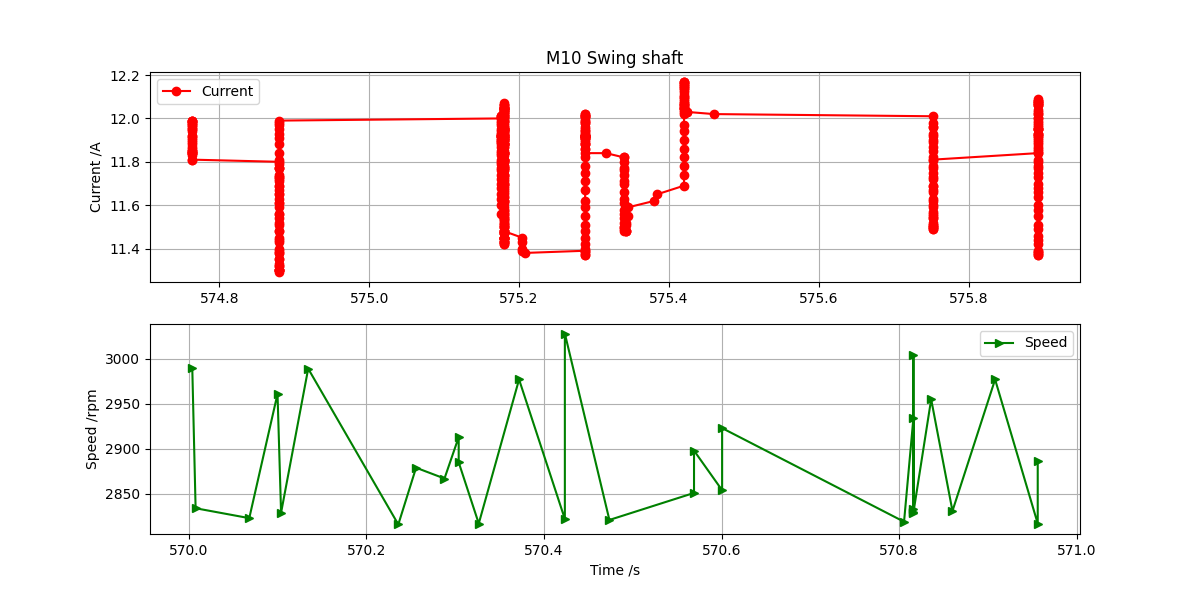 M10 Swing shaft
Current /A
12.2
12.0
11.8
11.6
11.4
Current
574.8 575.0 575.2 575.4 575.6 575.8
Speed /rpm
3000
2950
2900
2850
Speed
570.0 570.2 570.4 570.6 570.8 571.0
Time /s